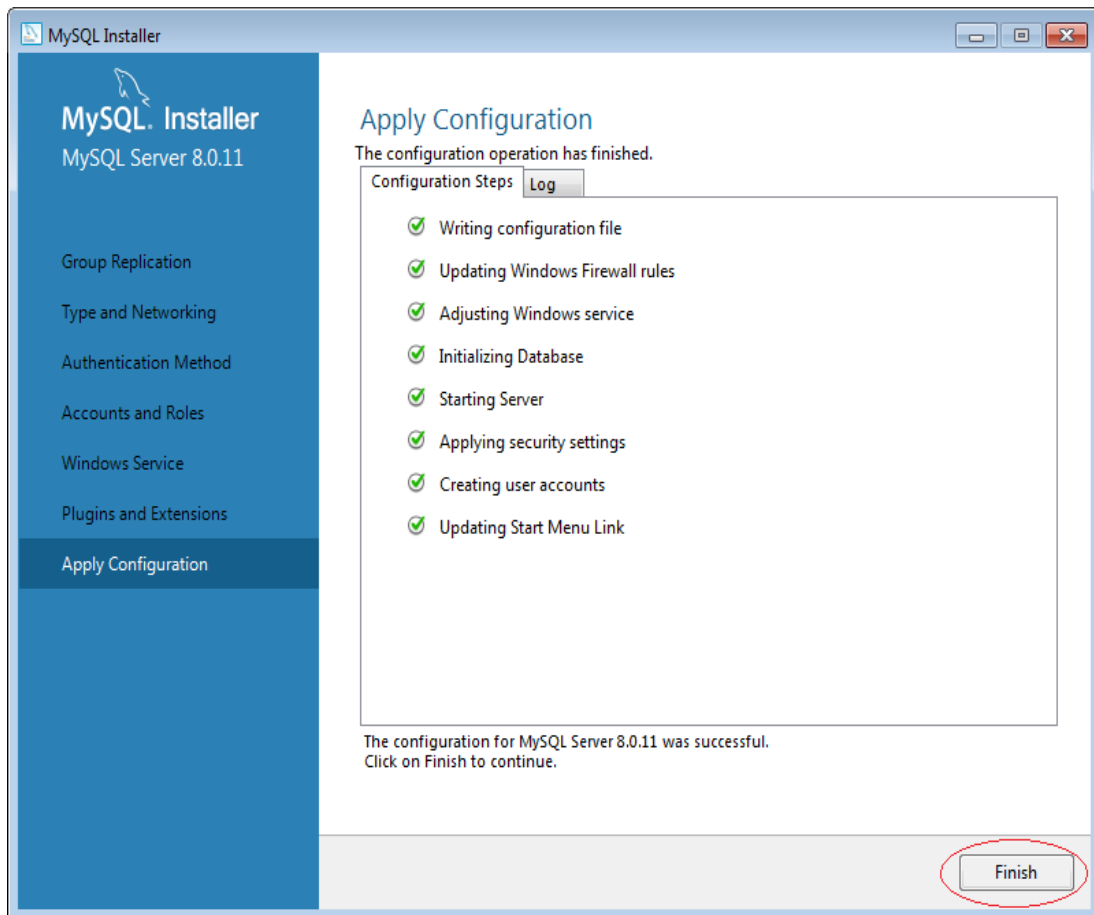 MySQL Installer
MySQL. Installer
MySQL Server 8.0.11
Group Replication
Type and Networking
Authentication Method
Accounts and Roles
Windows Service
Plugins and Extensions
Apply Configuration
Apply Configuration
The configuration operation has finished.
Configuration Steps Log
Writing configuration file
Updating Windows Firewall rules
Adjusting Windows service
Initializing Database
Starting Server
Applying security settings
Creating user accounts
Updating Start Menu Link
The configuration for MySQL Server 8.0.11 was successful.
Click on Finish to continue.
Finish